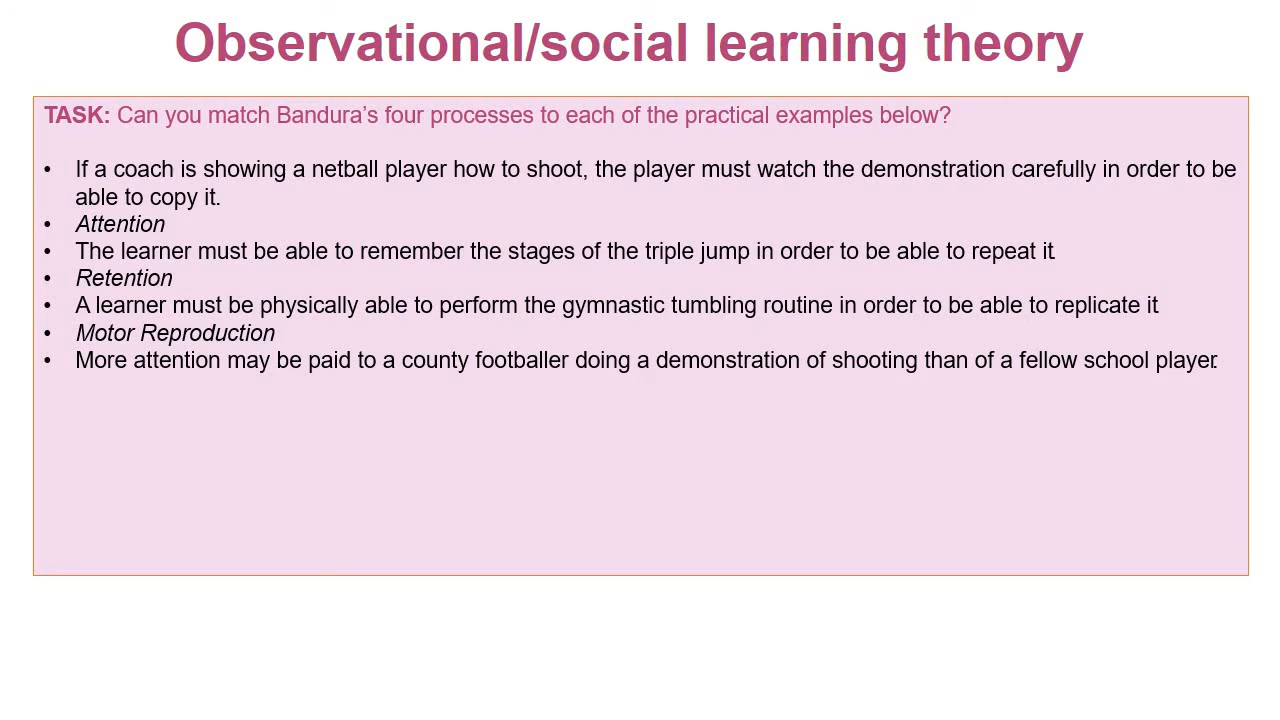 Observational/social learning theory
TASK: Can you match Bandura’s four processes to each of the practical examples below?
• If a coach is showing a netball player how to shoot, the player must watch the demonstration carefully in order to be
able to copy it.
• Attention
• The learner must be able to remember the stages of the triple jump in order to be able to repeat it.
• Retention
• A learner must be physically able to perform the gymnastic tumbling routine in order to be able to replicate it
• Motor Reproduction
• More attention may be paid to a county footballer doing a demonstration of shooting than of a fellow school player.